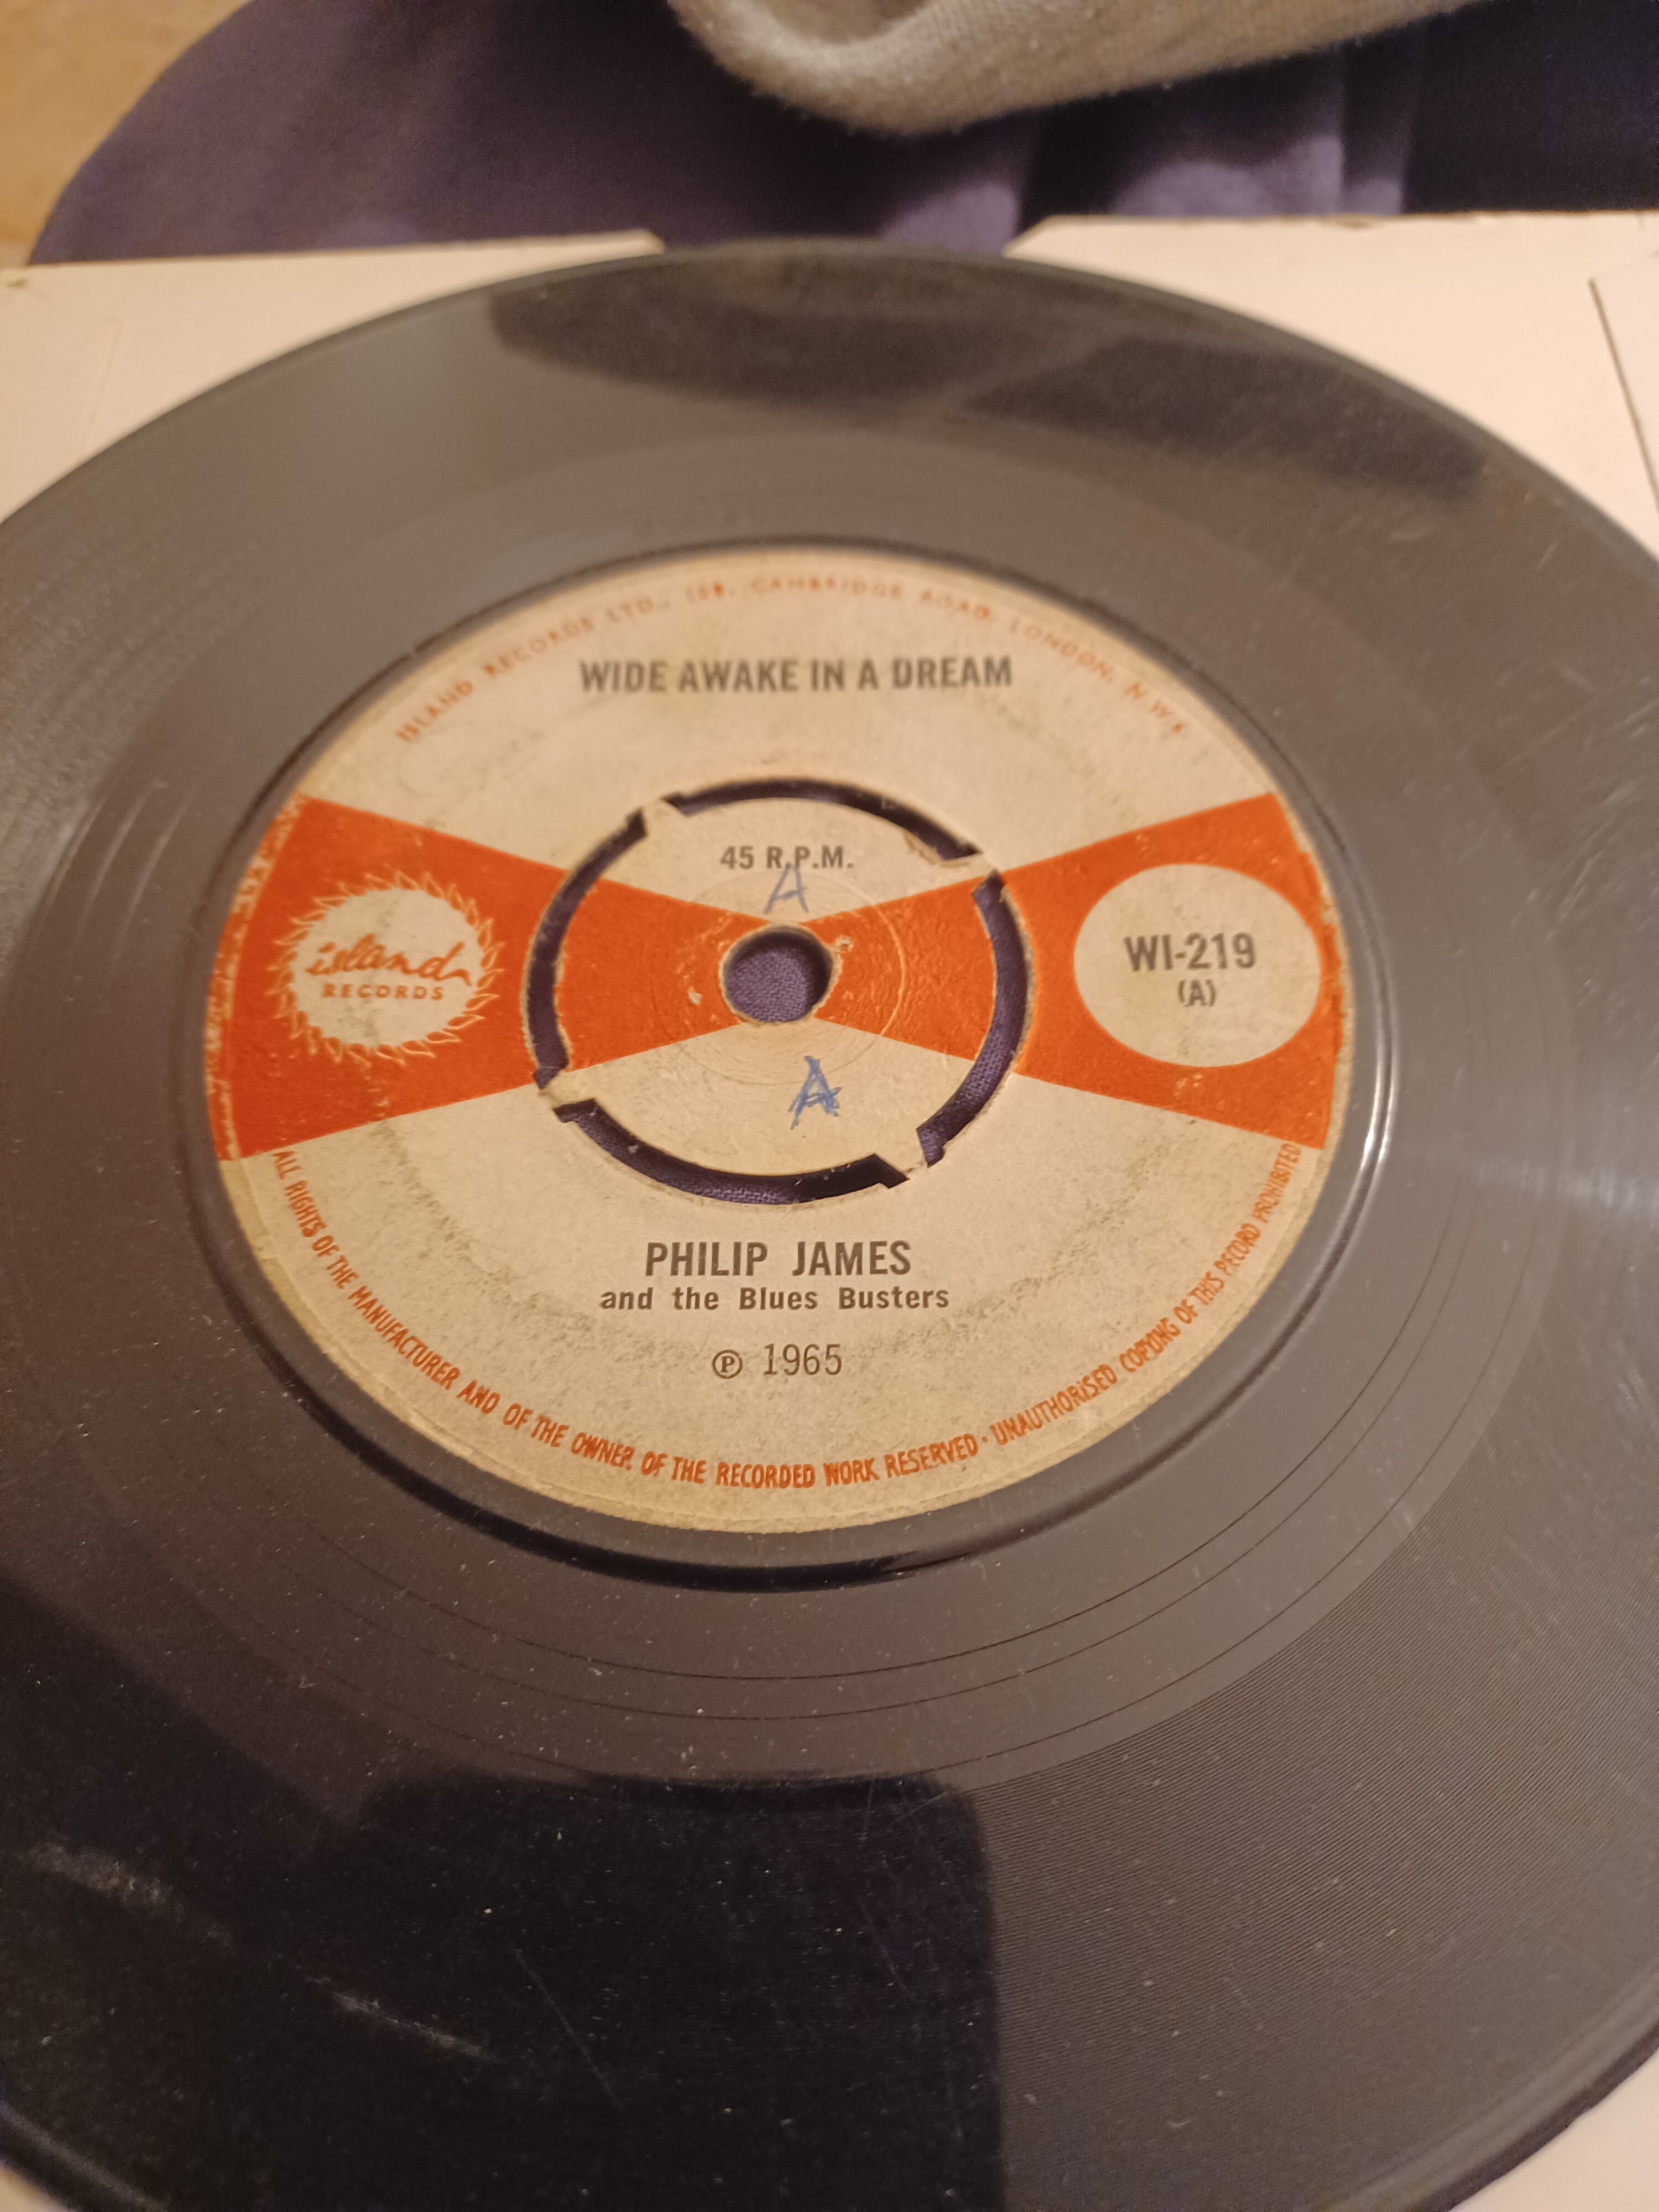 ISLAND RECORDS LTD., 108, CAMBRIDGE ROAD, LONDON, N.W.6
WIDE AWAKE IN A DREAM
45 R.P.M.
A
island
RECORDS
WI-219
(A)
A
PHILIP JAMES
and the Blues Busters
℗ 1965
ALL RIGHTS OF THE MANUFACTURER AND OF THE OWNER OF THE RECORDED WORK RESERVED · UNAUTHORISED COPYING OF THIS RECORD PROHIBITED